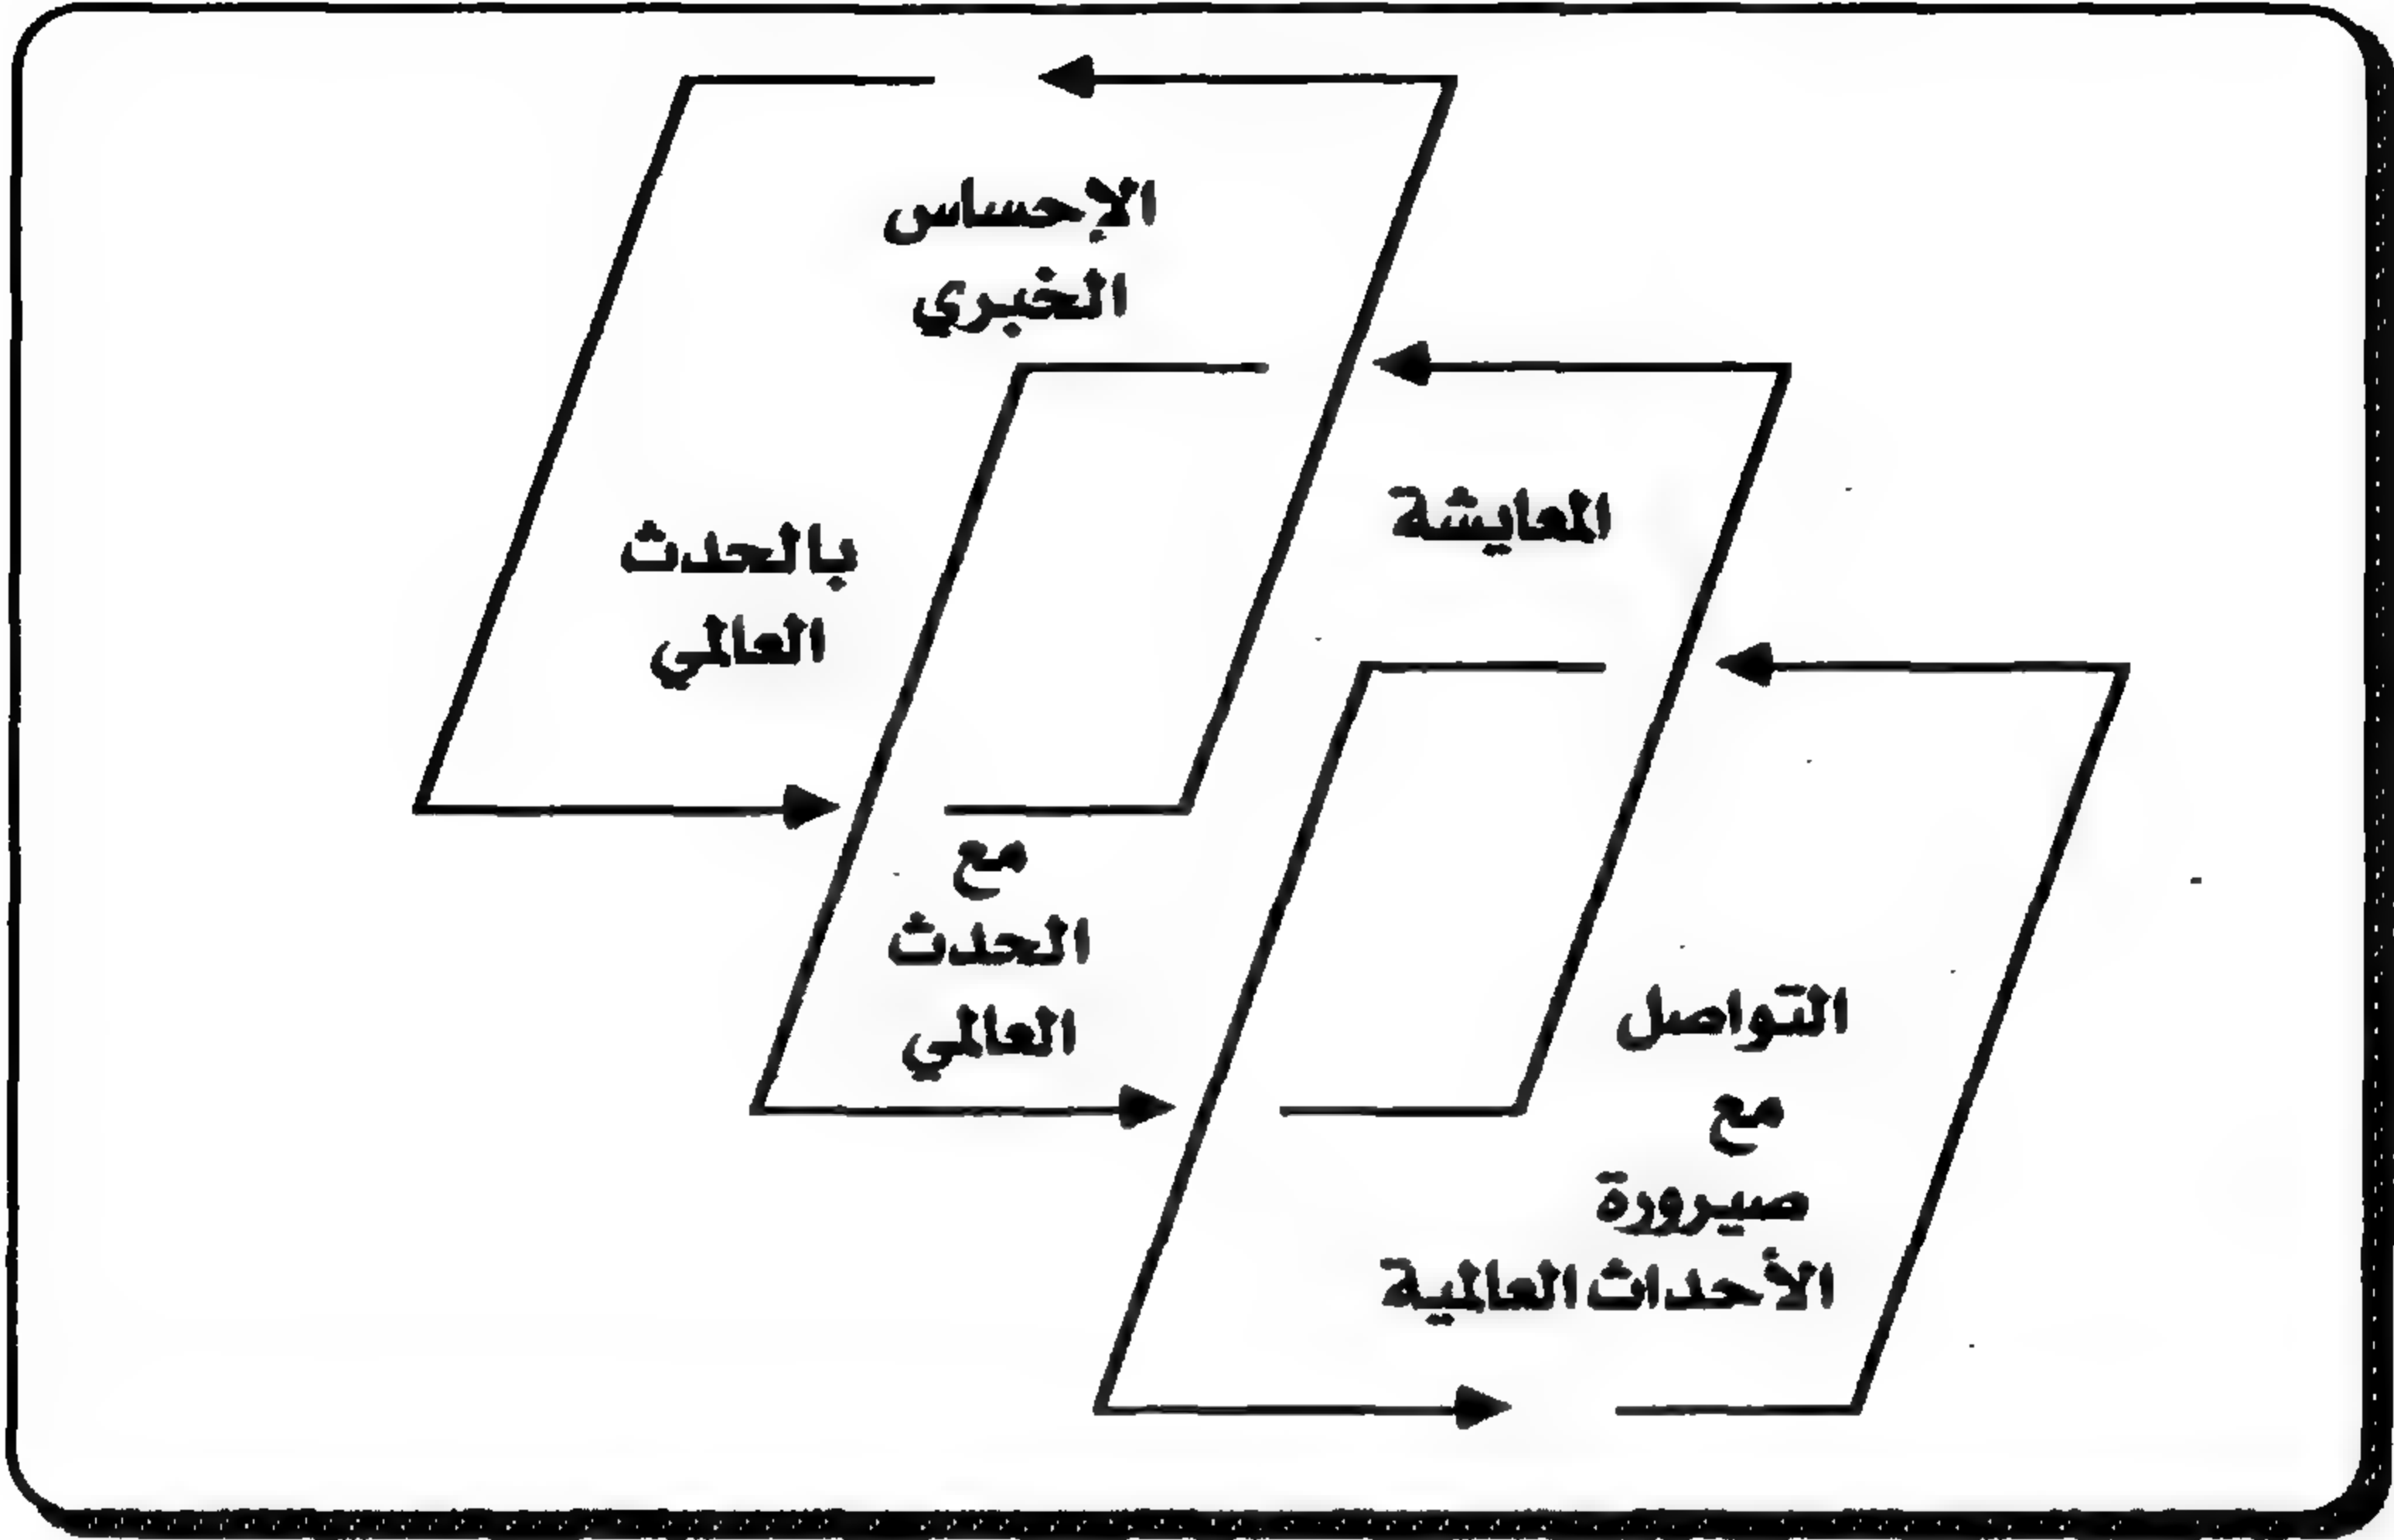 الإحساس
الخبري
بالحدث
العالمي
المعايشة
مع
الحدث
العالمي
التواصل
مع
صيرورة
الأحداث العالمية